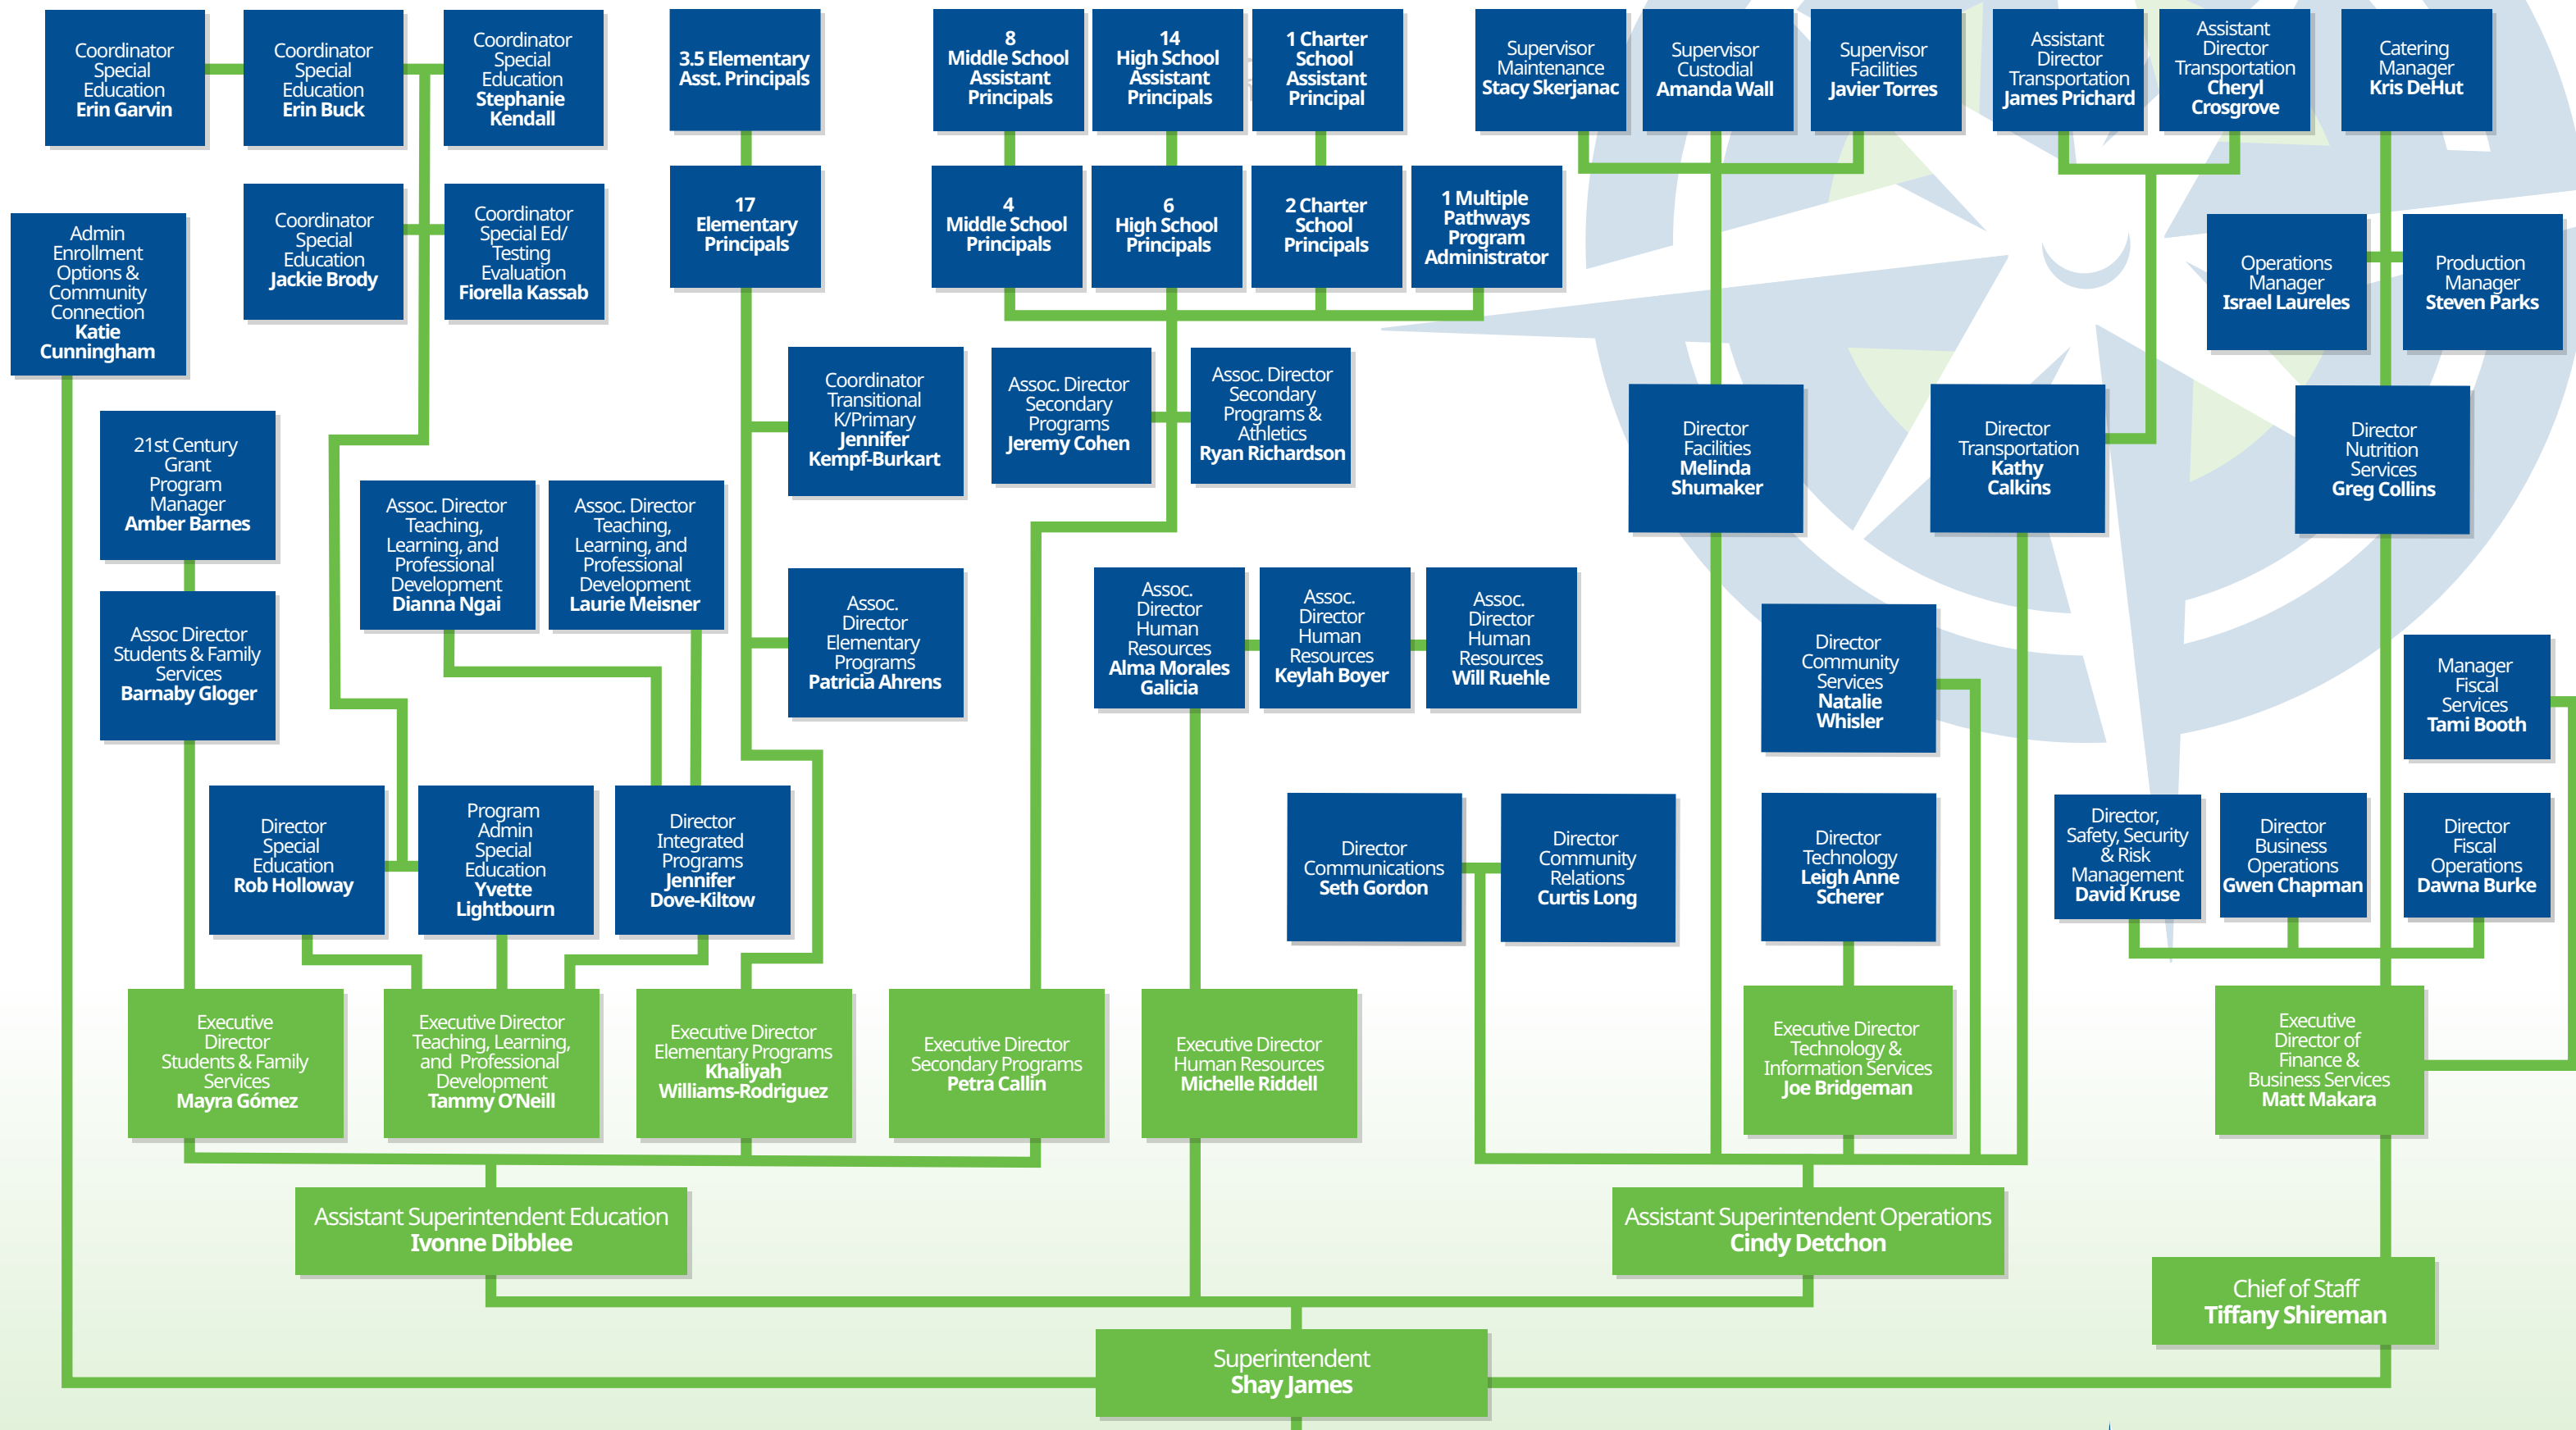 Coordinator
Special
Education
Erin Garvin
Coordinator
Special
Education
Erin Buck
Coordinator
Special
Education
Stephanie
Kendall
3.5 Elementary
Asst. Principals
8
Middle School
Assistant
Principals
14
High School
Assistant
Principals
1 Charter
School
Assistant
Principal
Supervisor
Maintenance
Stacy Skerjanac
Supervisor
Custodial
Amanda Wall
Supervisor
Facilities
Javier Torres
Assistant
Director
Transportation
James Prichard
Assistant
Director
Transportation
Cheryl
Crosgrove
Catering
Manager
Kris DeHut
Admin
Enrollment
Options &
Community
Connection
Katie
Cunningham
Coordinator
Special
Education
Jackie Brody
Coordinator
Special Ed/
Testing
Evaluation
Fiorella Kassab
17
Elementary
Principals
4
Middle School
Principals
6
High School
Principals
2 Charter
School
Principals
1 Multiple
Pathways
Program
Administrator
Operations
Manager
Israel Laureles
Production
Manager
Steven Parks
21st Century
Grant
Program
Manager
Amber Barnes
Coordinator
Transitional
K/Primary
Jennifer
Kempf-Burkart
Assoc. Director
Secondary
Programs
Jeremy Cohen
Assoc. Director
Secondary
Programs &
Athletics
Ryan Richardson
Director
Facilities
Melinda
Shumaker
Director
Transportation
Kathy
Calkins
Director
Nutrition
Services
Greg Collins
Assoc. Director
Teaching,
Learning, and
Professional
Development
Dianna Ngai
Assoc. Director
Teaching,
Learning, and
Professional
Development
Laurie Meisner
Assoc Director
Students & Family
Services
Barnaby Gloger
Assoc.
Director
Elementary
Programs
Patricia Ahrens
Assoc.
Director
Human
Resources
Alma Morales
Galicia
Assoc.
Director
Human
Resources
Keylah Boyer
Assoc.
Director
Human
Resources
Will Ruehle
Director
Community
Services
Natalie
Whisler
Manager
Fiscal
Services
Tami Booth
Director
Special
Education
Rob Holloway
Program
Admin
Special
Education
Yvette
Lightbourn
Director
Integrated
Programs
Jennifer
Dove-Kiltow
Director
Communications
Seth Gordon
Director
Community
Relations
Curtis Long
Director
Technology
Leigh Anne
Scherer
Director,
Safety, Security
& Risk
Management
David Kruse
Director
Business
Operations
Gwen Chapman
Director
Fiscal
Operations
Dawna Burke
Executive
Director
Students & Family
Services
Mayra Gómez
Executive Director
Teaching, Learning,
and Professional
Development
Tammy O’Neill
Executive Director
Elementary Programs
Khaliyah
Williams-Rodriguez
Executive Director
Secondary Programs
Petra Callin
Executive Director
Human Resources
Michelle Riddell
Executive Director
Technology &
Information Services
Joe Bridgeman
Executive
Director of
Finance &
Business Services
Matt Makara
Assistant Superintendent Education
Ivonne Dibblee
Assistant Superintendent Operations
Cindy Detchon
Chief of Staff
Tiffany Shireman
Superintendent
Shay James